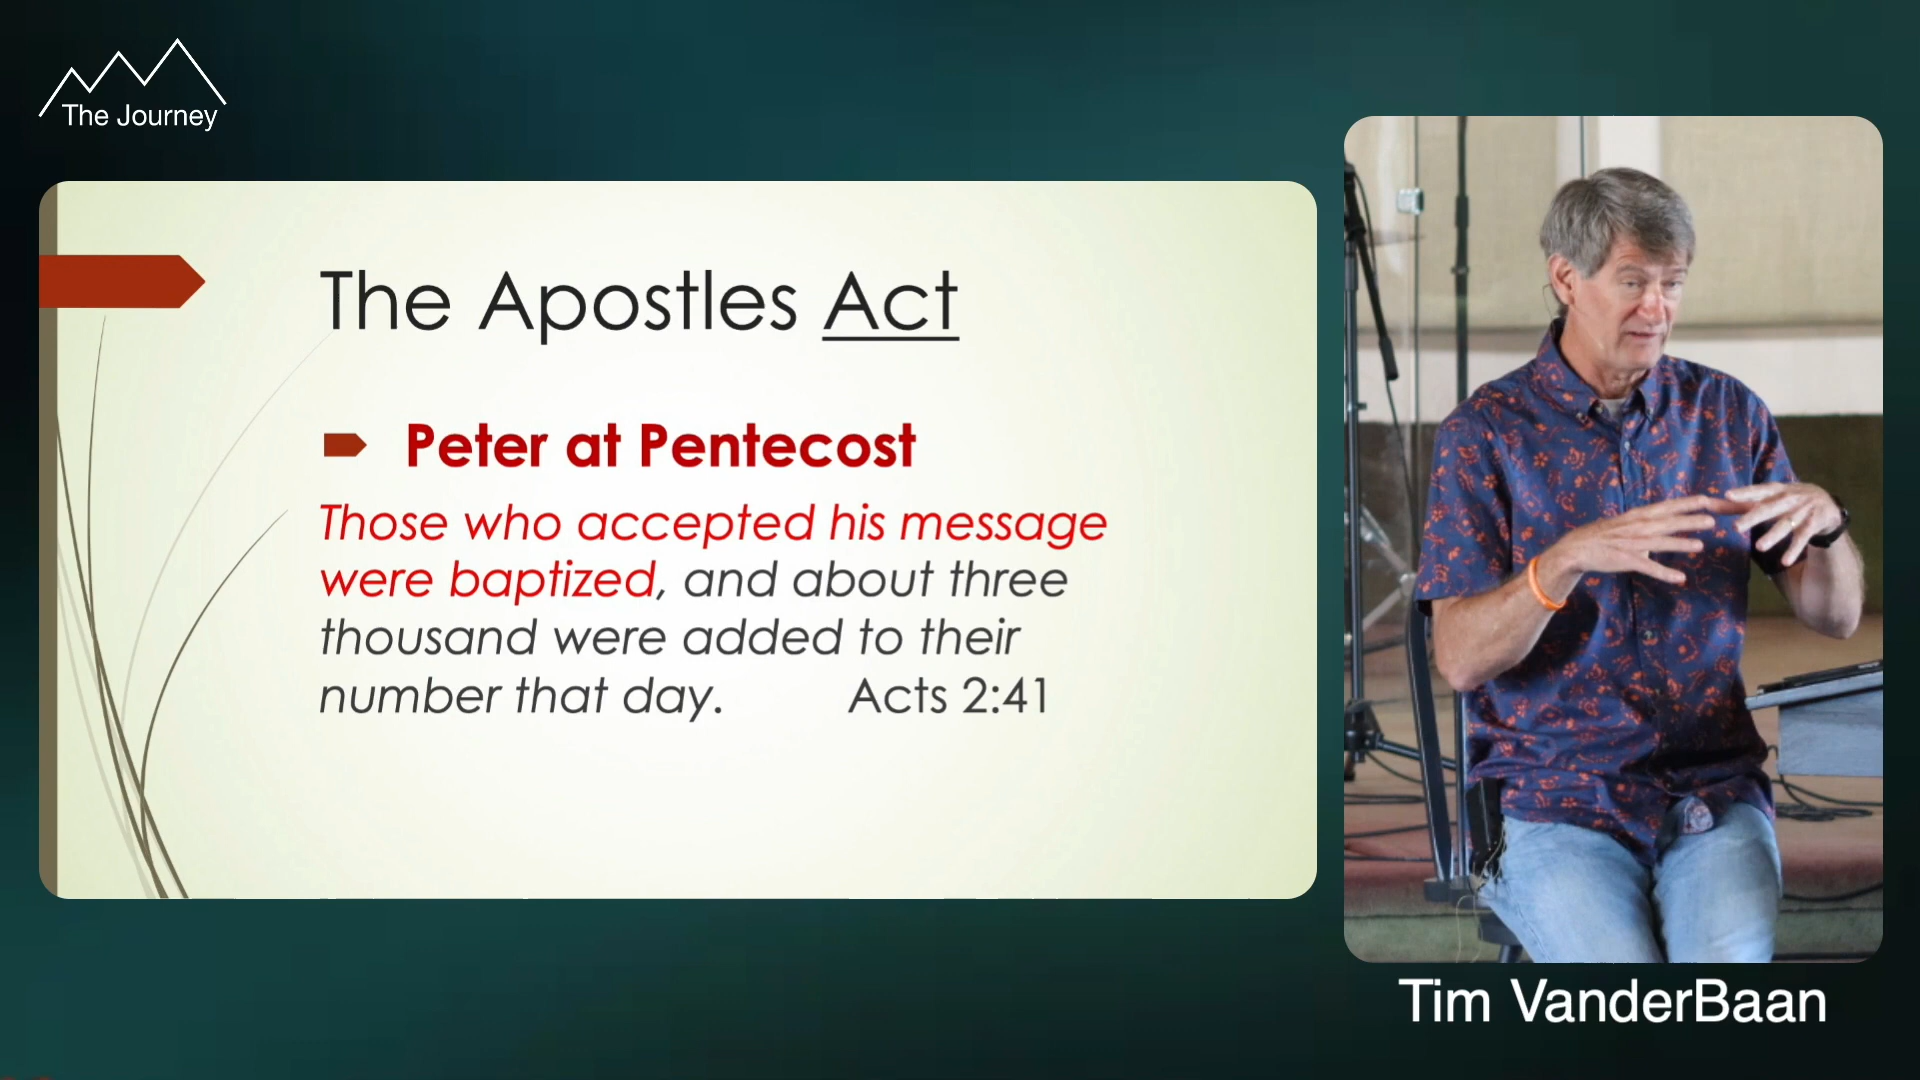 The Journey
The Apostles Act
Peter at Pentecost
Those who accepted his message
were baptized, and about three
thousand were added to their
number that day. Acts 2:41
Tim VanderBaan